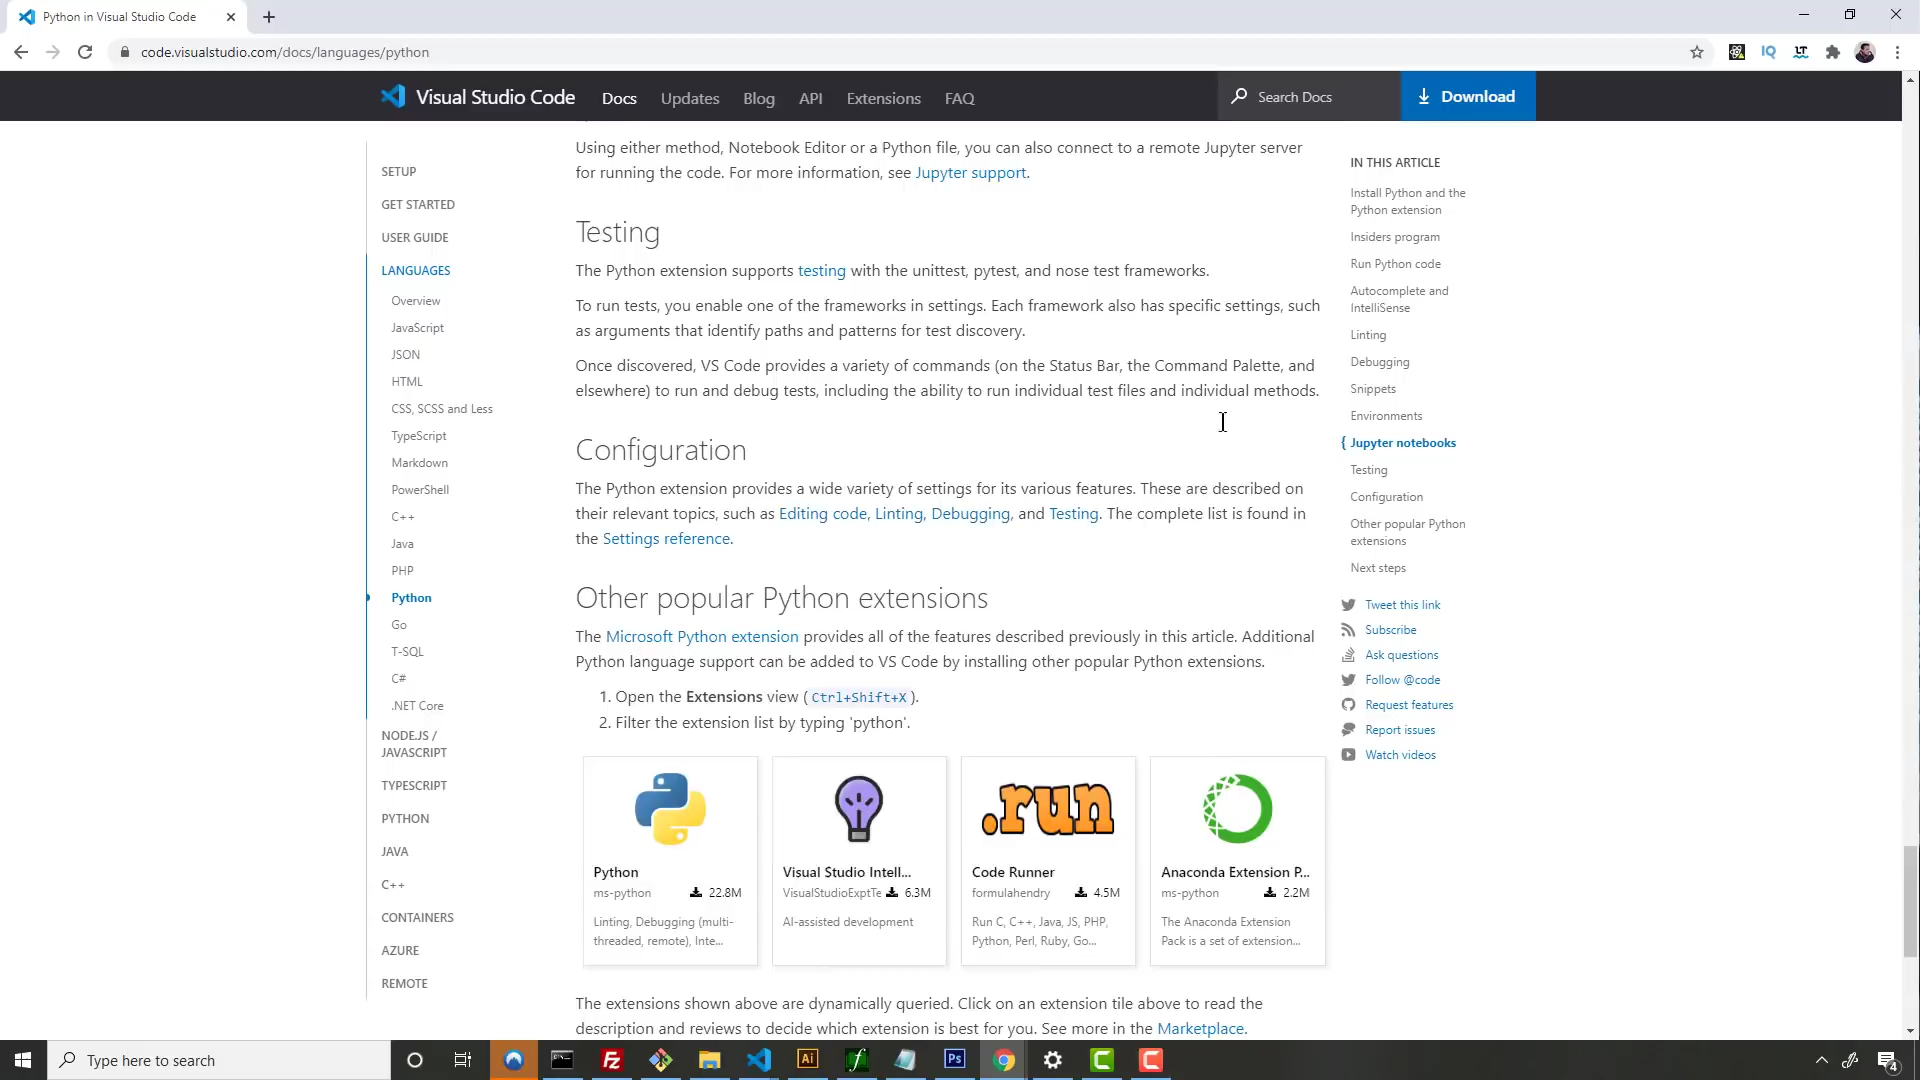 Python in Visual Studio Code
code.visualstudio.com/docs/languages/python
IQ
LT
Visual Studio Code
Docs
Updates
Blog
API
Extensions
FAQ
Search Docs
Download
SETUP
GET STARTED
USER GUIDE
LANGUAGES
Overview
JavaScript
JSON
HTML
CSS, SCSS and Less
TypeScript
Markdown
PowerShell
C++
Java
PHP
Python
Go
T-SQL
C#
.NET Core
NODE.JS /
JAVASCRIPT
TYPESCRIPT
PYTHON
JAVA
C++
CONTAINERS
AZURE
REMOTE
Using either method, Notebook Editor or a Python file, you can also connect to a remote Jupyter server
for running the code. For more information, see Jupyter support.
Testing
The Python extension supports testing with the unittest, pytest, and nose test frameworks.
To run tests, you enable one of the frameworks in settings. Each framework also has specific settings, such
as arguments that identify paths and patterns for test discovery.
Once discovered, VS Code provides a variety of commands (on the Status Bar, the Command Palette, and
elsewhere) to run and debug tests, including the ability to run individual test files and individual methods.
Configuration
The Python extension provides a wide variety of settings for its various features. These are described on
their relevant topics, such as Editing code, Linting, Debugging, and Testing. The complete list is found in
the Settings reference.
Other popular Python extensions
The Microsoft Python extension provides all of the features described previously in this article. Additional
Python language support can be added to VS Code by installing other popular Python extensions.
1. Open the Extensions view (Ctrl+Shift+X).
2. Filter the extension list by typing 'python'.
Python
ms-python 22.8M
Linting, Debugging (multi-
threaded, remote), Inte...
Visual Studio Intell...
VisualStudioExptTe 6.3M
AI-assisted development
.run
Code Runner
formulahendry 4.5M
Run C, C++, Java, JS, PHP,
Python, Perl, Ruby, Go...
Anaconda Extension P...
ms-python 2.2M
The Anaconda Extension
Pack is a set of extension...
The extensions shown above are dynamically queried. Click on an extension tile above to read the
description and reviews to decide which extension is best for you. See more in the Marketplace.
IN THIS ARTICLE
Install Python and the
Python extension
Insiders program
Run Python code
Autocomplete and
IntelliSense
Linting
Debugging
Snippets
Environments
{ Jupyter notebooks
Testing
Configuration
Other popular Python
extensions
Next steps
Tweet this link
Subscribe
Ask questions
Follow @code
Request features
Report issues
Watch videos
Type here to search
Fz
Ai
f
Ps
4